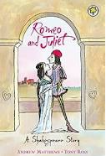 Romeo
and Juliet
A Shakespeare Story
Andrew Matthews • Tony Ross